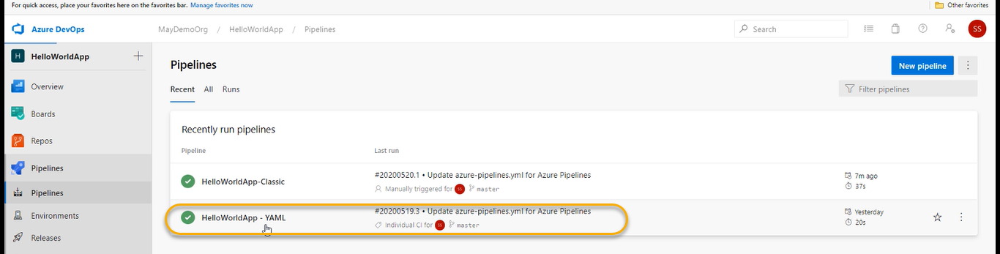 For quick access, place your favorites here on the favorites bar. Manage favorites now
Other favorites
Azure DevOps
MayDemoOrg / HelloWorldApp / Pipelines
Search
SS
H HelloWorldApp
Overview
Boards
Repos
Pipelines
Pipelines
Environments
Releases
Pipelines
New pipeline
Recent All Runs
Filter pipelines
Recently run pipelines
Pipeline Last run
HelloWorldApp-Classic
#20200520.1 • Update azure-pipelines.yml for Azure Pipelines
Manually triggered for SS master
7m ago
37s
HelloWorldApp - YAML
#20200519.3 • Update azure-pipelines.yml for Azure Pipelines
Individual CI for SS master
Yesterday
20s